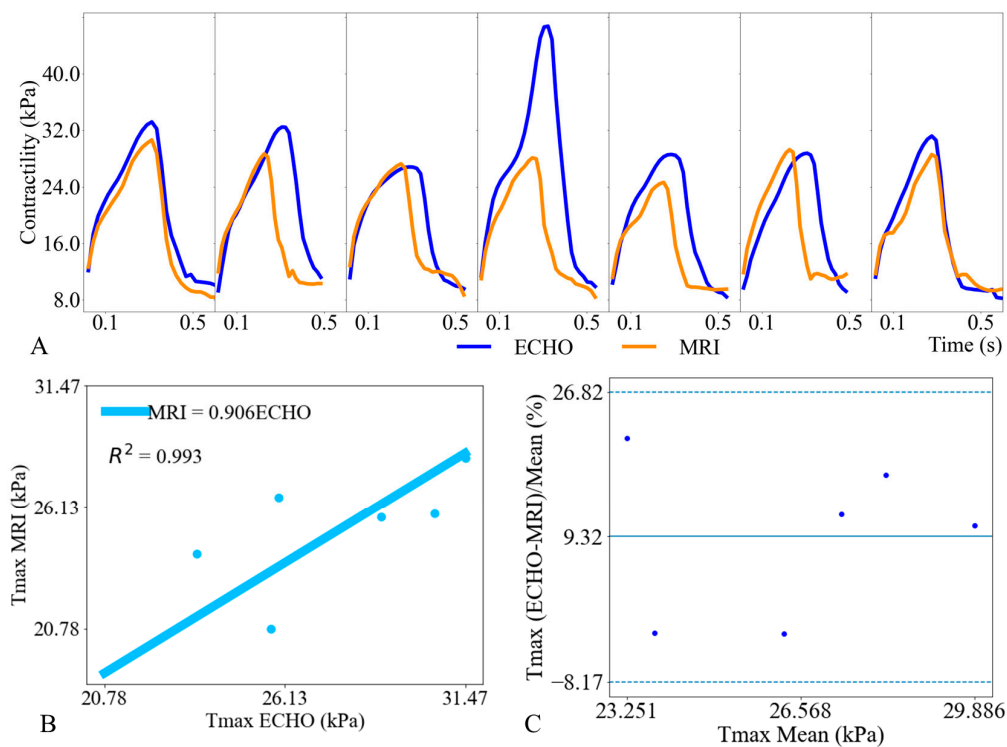 Contractility (kPa)
40.0
32.0
24.0
16.0
8.0
0.1 0.5 0.1 0.5 0.1 0.5 0.1 0.5 0.1 0.5 0.1 0.5 0.1 0.5
A
ECHO MRI
Time (s)
31.47
26.13
20.78
Tmax MRI (kPa)
MRI = 0.906ECHO
R² = 0.993
20.78 26.13 31.47
Tmax ECHO (kPa)
B
26.82
9.32
−8.17
Tmax (ECHO-MRI)/Mean (%)
23.251 26.568 29.886
Tmax Mean (kPa)
C